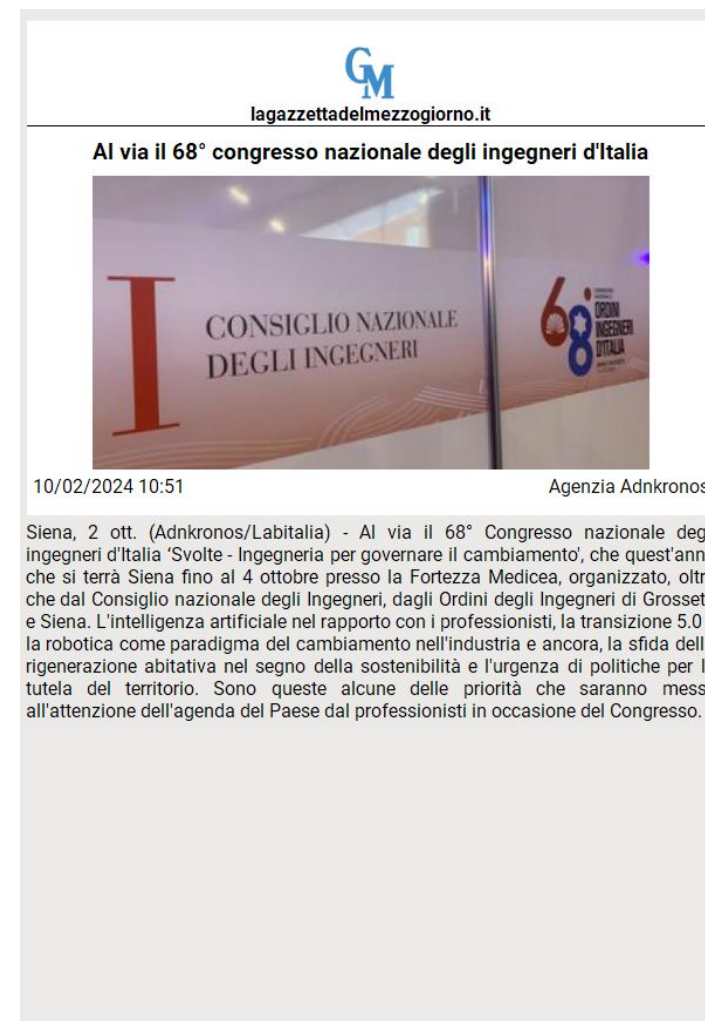 GM
lagazzettadelmezzogiorno.it
Al via il 68° congresso nazionale degli ingegneri d'Italia
I
CONSIGLIO NAZIONALE
DEGLI INGEGNERI
68°
ORDINI
INGEGNERI
D'ITALIA
10/02/2024 10:51
Agenzia Adnkronos
Siena, 2 ott. (Adnkronos/Labitalia) - Al via il 68° Congresso nazionale deg
ingegneri d'Italia ‘Svolte - Ingegneria per governare il cambiamento', che quest'ann
che si terrà Siena fino al 4 ottobre presso la Fortezza Medicea, organizzato, oltr
che dal Consiglio nazionale degli Ingegneri, dagli Ordini degli Ingegneri di Grosset
e Siena. L'intelligenza artificiale nel rapporto con i professionisti, la transizione 5.0
la robotica come paradigma del cambiamento nell'industria e ancora, la sfida dell
rigenerazione abitativa nel segno della sostenibilità e l'urgenza di politiche per l
tutela del territorio. Sono queste alcune delle priorità che saranno mess
all'attenzione dell'agenda del Paese dal professionisti in occasione del Congresso.